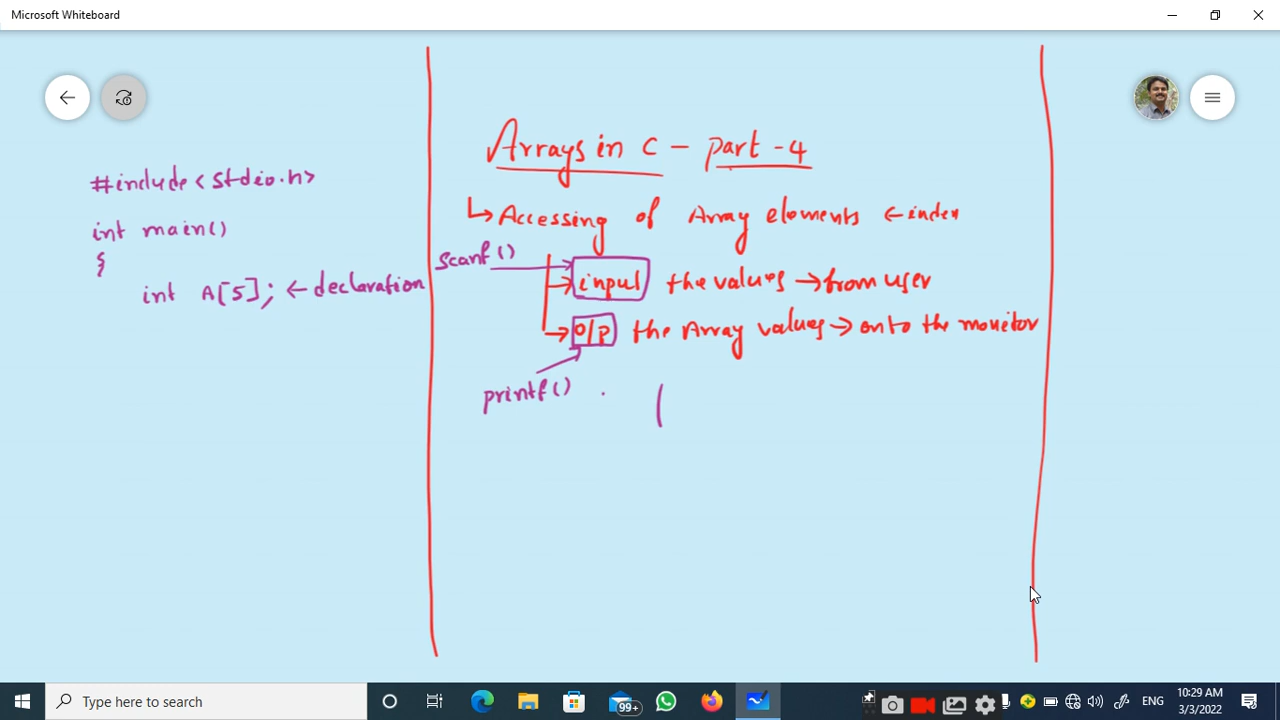 Microsoft Whiteboard
#include<stdio.h>
int main()
{
int A[5]; ← declaration
Arrays in C - part - 4
↳ Accessing of Array elements ← index
scanf()
→ input the values → from user
→ o/p the Array values → onto the monitor
printf()
Type here to search
99+
ENG
10:29 AM
3/3/2022